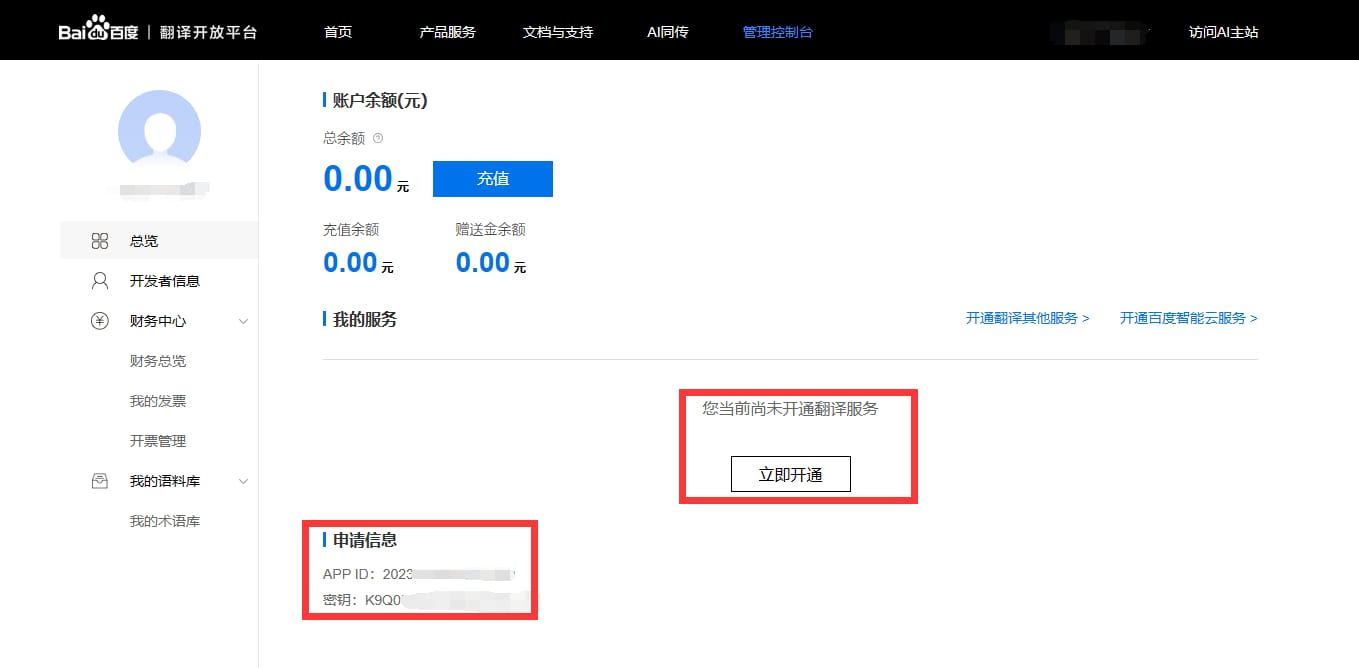 Bai du 百度 | 翻译开放平台 首页 产品服务 文档与支持 AI同传 管理控制台 访问AI主站
总览
开发者信息
财务中心
财务总览
我的发票
开票管理
我的语料库
我的术语库
账户余额(元)
总余额 ?
0.00 元 充值
充值余额 赠送金余额
0.00 元 0.00 元
我的服务 开通翻译其他服务 > 开通百度智能云服务 >
您当前尚未开通翻译服务
立即开通
申请信息
APP ID：2023
密钥：K9Q0